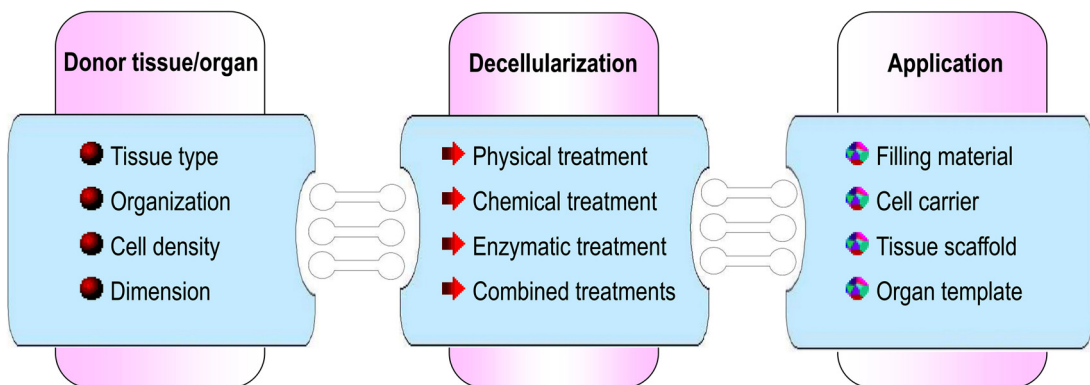 Donor tissue/organ
Tissue type
Organization
Cell density
Dimension
Decellularization
Physical treatment
Chemical treatment
Enzymatic treatment
Combined treatments
Application
Filling material
Cell carrier
Tissue scaffold
Organ template